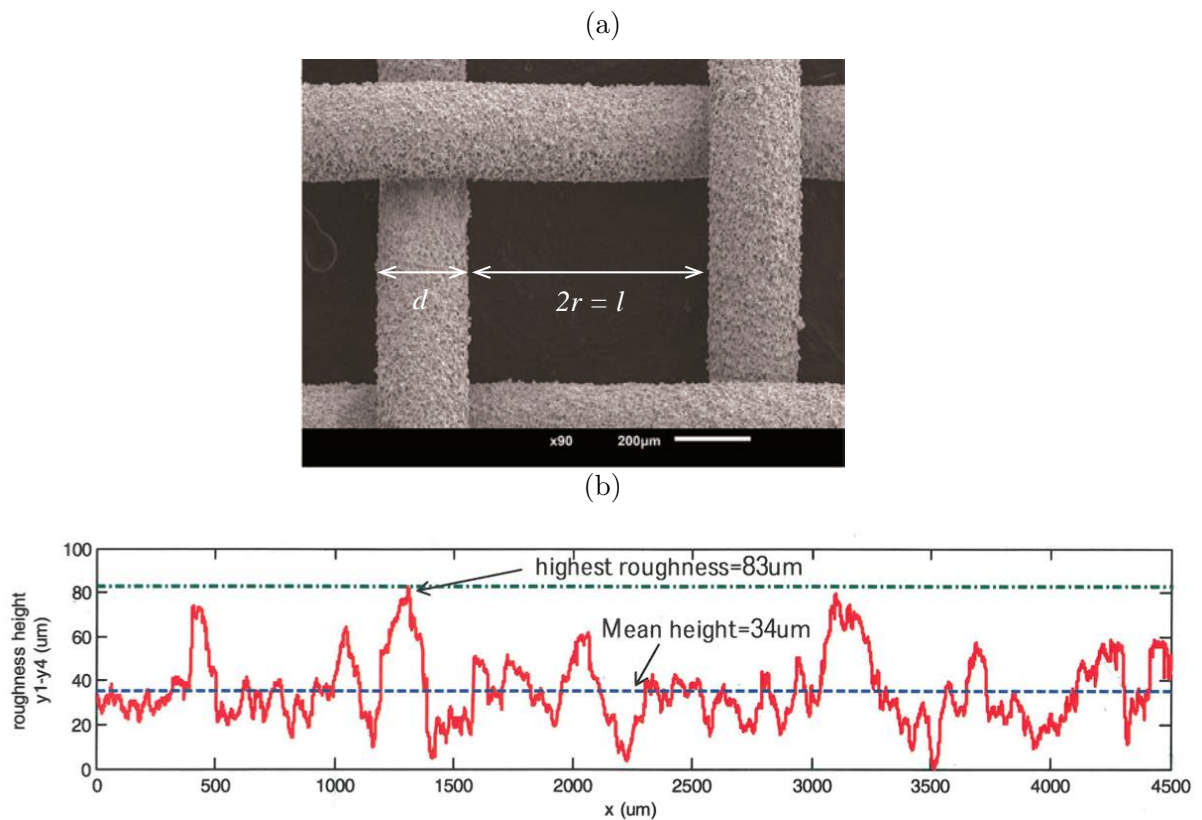 (a)
d
2r = l
x90 200μm
(b)
100
80
60
40
20
0
roughness height
y1-y4 (um)
highest roughness=83um
Mean height=34um
0 500 1000 1500 2000 2500 3000 3500 4000 4500
x (um)